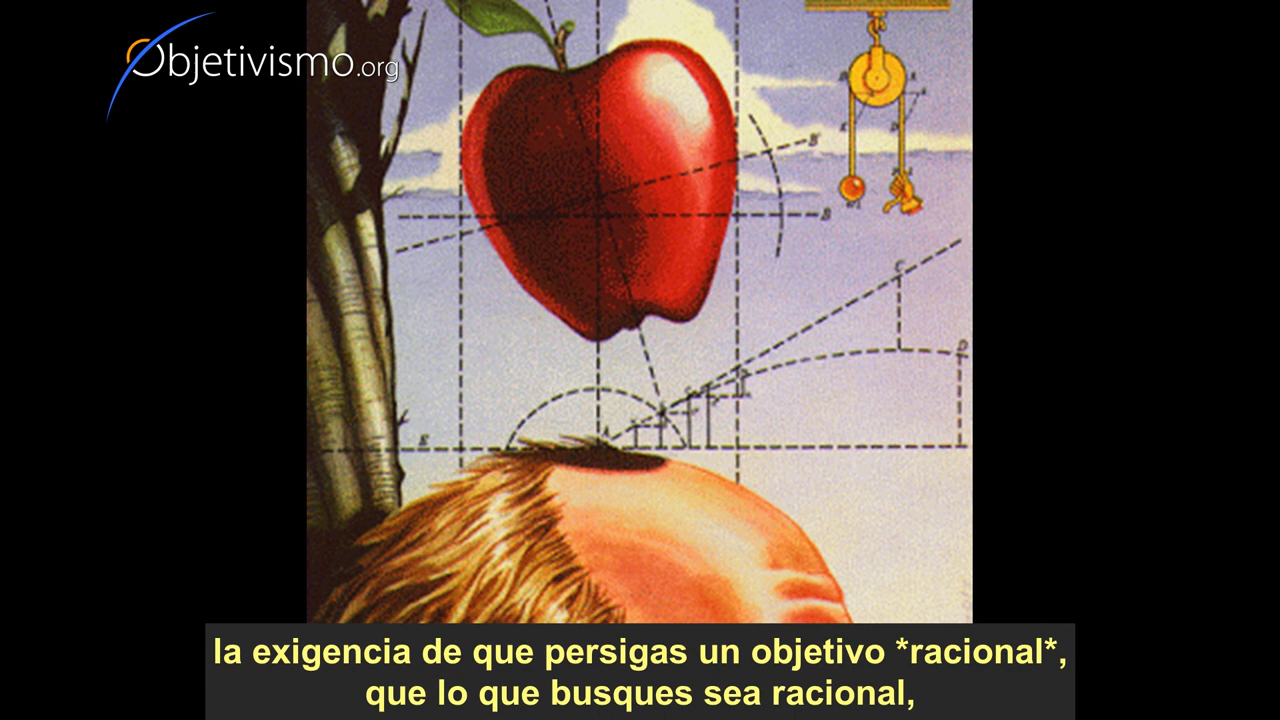 Objetivismo.org
B'
B
C
D
A
E
la exigencia de que persigas un objetivo *racional*,
que lo que busques sea racional,